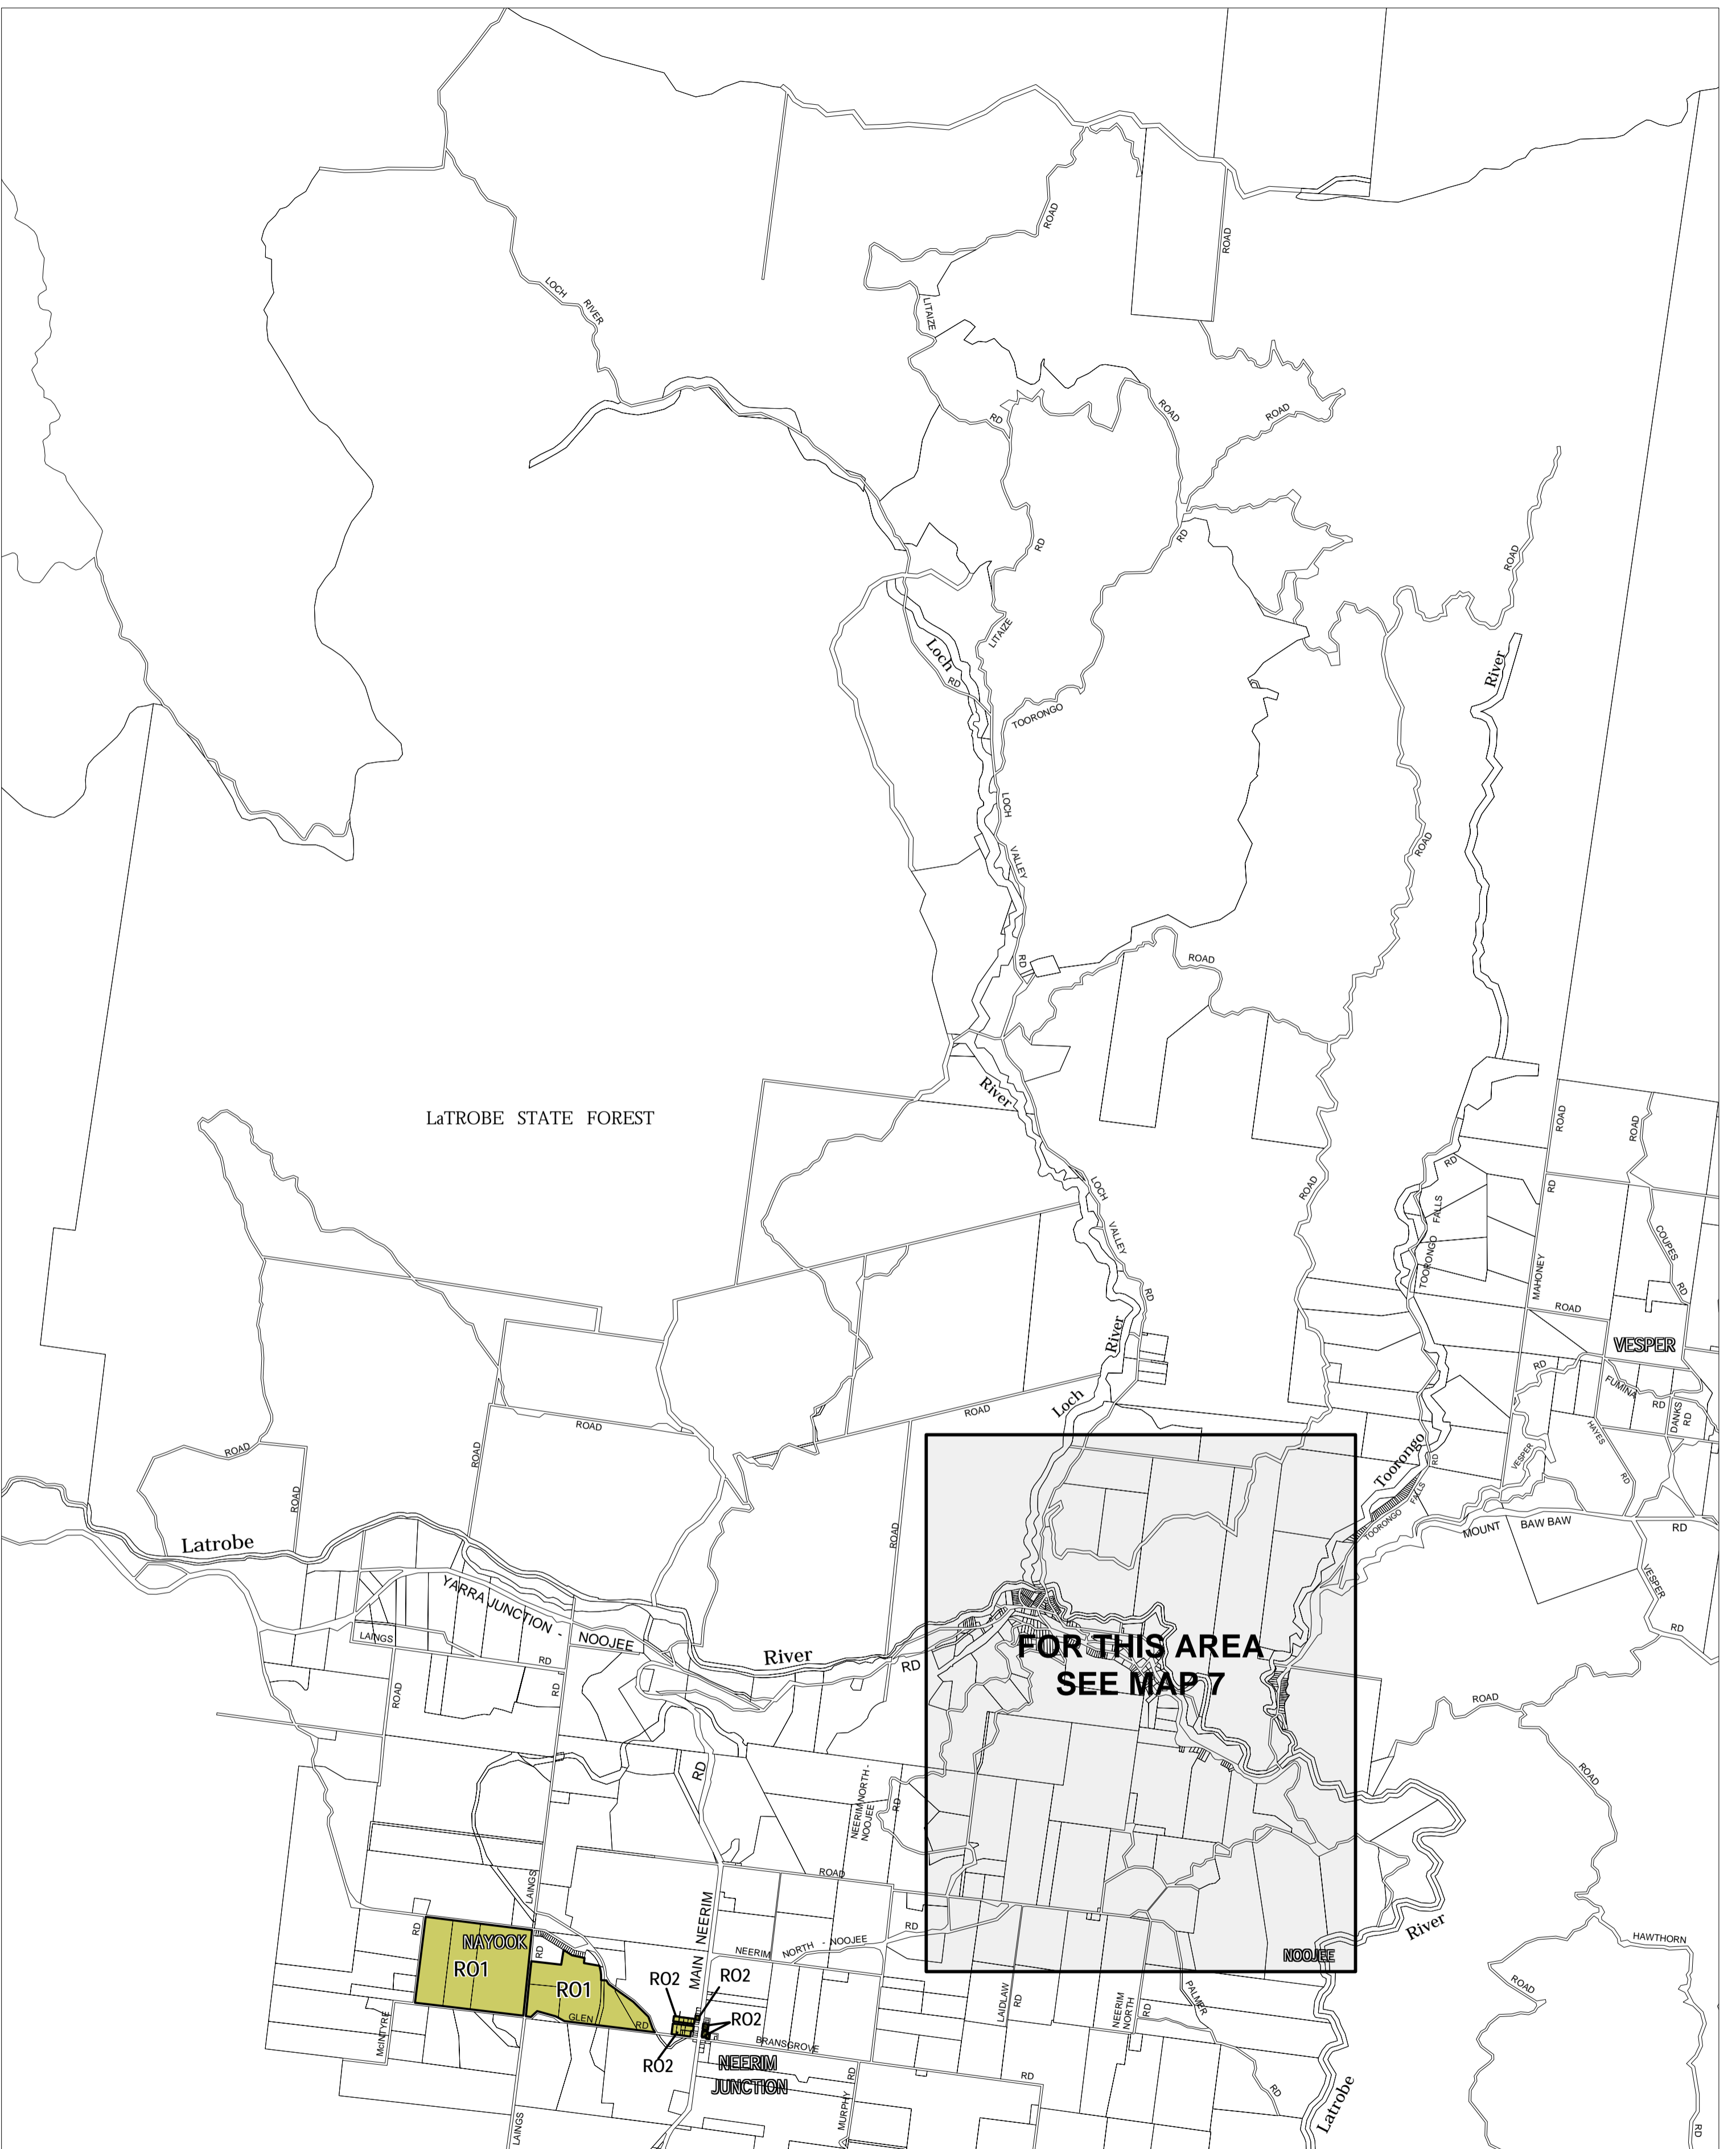 ROAD
ROAD
LOCH
RIVER
LITAIZE
ROAD
RD
ROAD
RD
RD
ROAD
LITAIZE
Loch
RD
River
TOORONGO
LOCH
ROAD
VALLEY
RD
ROAD
River
LaTROBE STATE FOREST
ROAD
ROAD
RD
LOCH
ROAD
RD
FALLS
VALLEY
COUPES
TOORONGO
MAHONEY
RD
RD
ROAD
River
VESPER
RD
FUMINA
RD
DANKS
RD
Loch
ROAD
ROAD
HAYES
ROAD
ROAD
Toorongo
VESPER
RD
RD
ROAD
FALLS
TOORONGO
MOUNT
BAW BAW
RD
ROAD
Latrobe
YARRA JUNCTION -
NOOJEE
VESPER
LAINGS
RD
River
RD
FOR THIS AREA
SEE MAP 7
RD
RD
ROAD
ROAD
RD
NEERIM NORTH -
NOOJEE
RD
ROAD
ROAD
LAINGS
MAIN NEERIM
RD
RD
River
HAWTHORN
NAYOOK
RD
NEERIM
NORTH - NOOJEE
NOOJEE
RO1
RO1
RO2
RO2
ROAD
PALMER
LAIDLAW
RD
NEERIM
NORTH
RD
GLEN
RD
RO2
McINTYRE
BRANSGROVE
RO2
NEERIM
JUNCTION
RD
RD
RD
Latrobe
MURPHY
LAINGS
RD